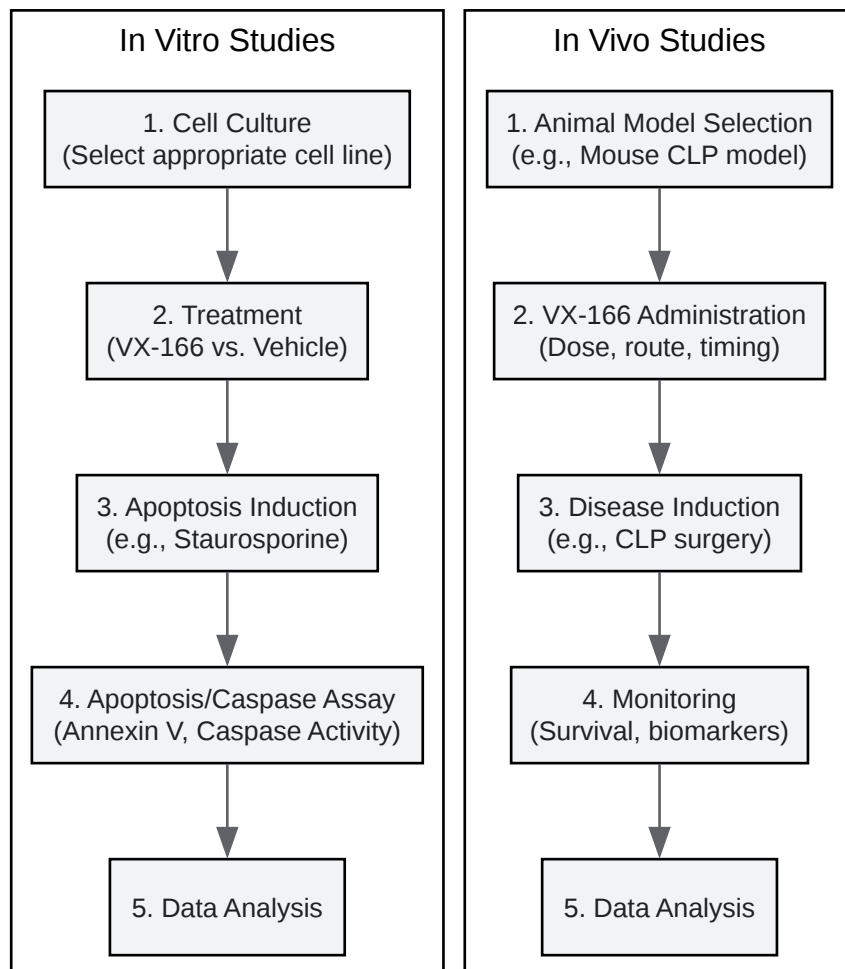 In Vitro Studies
1. Cell Culture
(Select appropriate cell line)
2. Treatment
(VX-166 vs. Vehicle)
3. Apoptosis Induction
(e.g., Staurosporine)
4. Apoptosis/Caspase Assay
(Annexin V, Caspase Activity)
5. Data Analysis
In Vivo Studies
1. Animal Model Selection
(e.g., Mouse CLP model)
2. VX-166 Administration
(Dose, route, timing)
3. Disease Induction
(e.g., CLP surgery)
4. Monitoring
(Survival, biomarkers)
5. Data Analysis